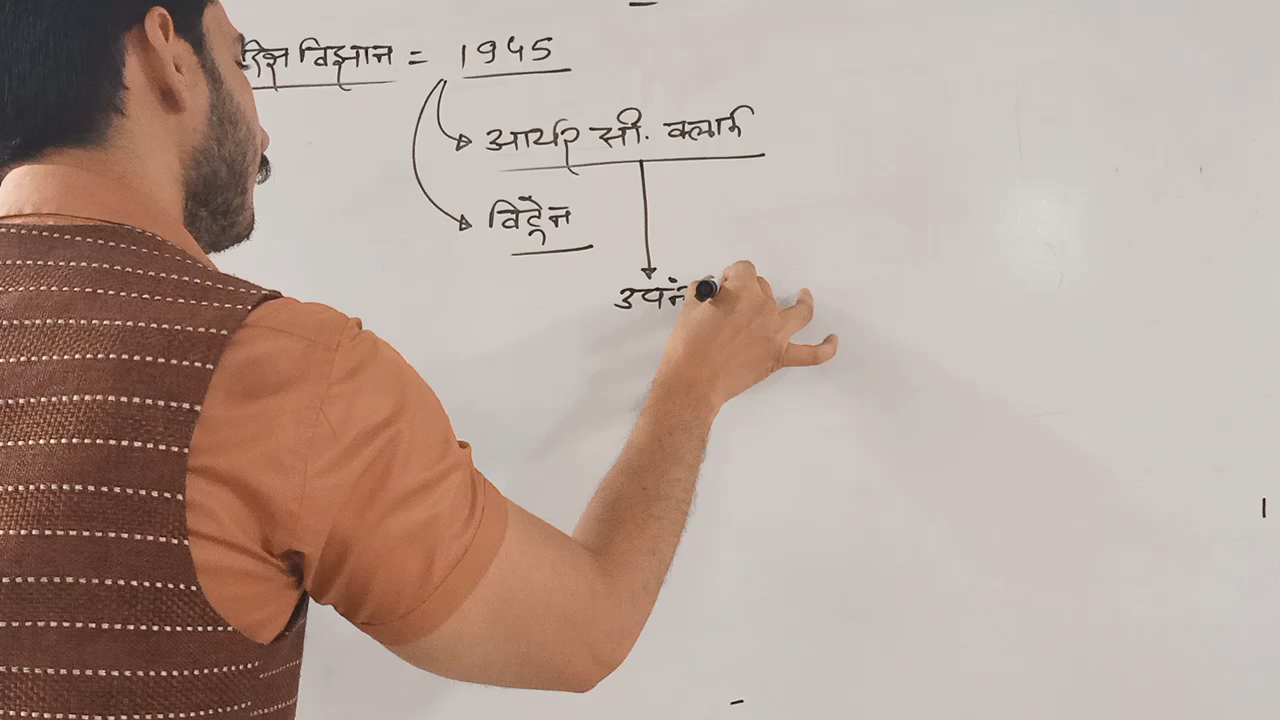 विज्ञान = 1945
आर्थर सी. क्लार्क
ब्रिटेन